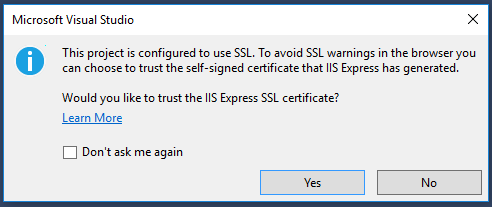 Microsoft Visual Studio
This project is configured to use SSL. To avoid SSL warnings in the browser you
can choose to trust the self-signed certificate that IIS Express has generated.
Would you like to trust the IIS Express SSL certificate?
Learn More
Don't ask me again
Yes
No